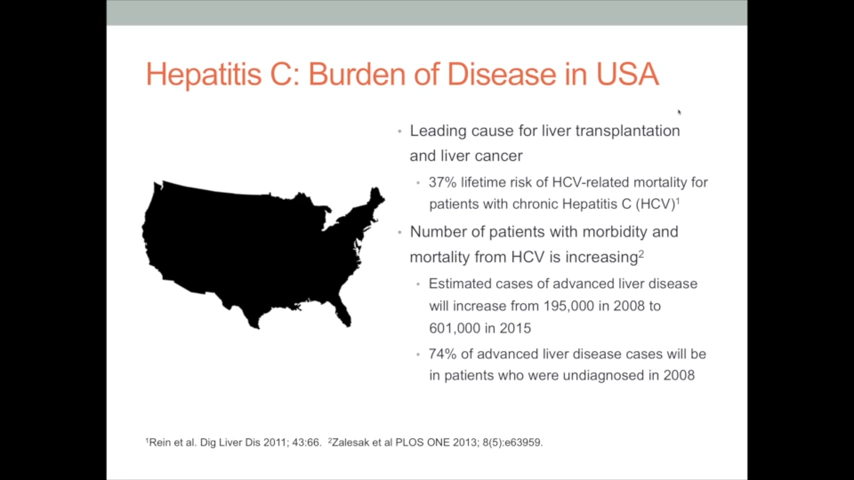 Hepatitis C: Burden of Disease in USA
• Leading cause for liver transplantation
and liver cancer
• 37% lifetime risk of HCV-related mortality for
patients with chronic Hepatitis C (HCV)¹
• Number of patients with morbidity and
mortality from HCV is increasing²
• Estimated cases of advanced liver disease
will increase from 195,000 in 2008 to
601,000 in 2015
• 74% of advanced liver disease cases will be
in patients who were undiagnosed in 2008
¹Rein et al. Dig Liver Dis 2011; 43:66. ²Zalesak et al PLOS ONE 2013; 8(5):e63959.